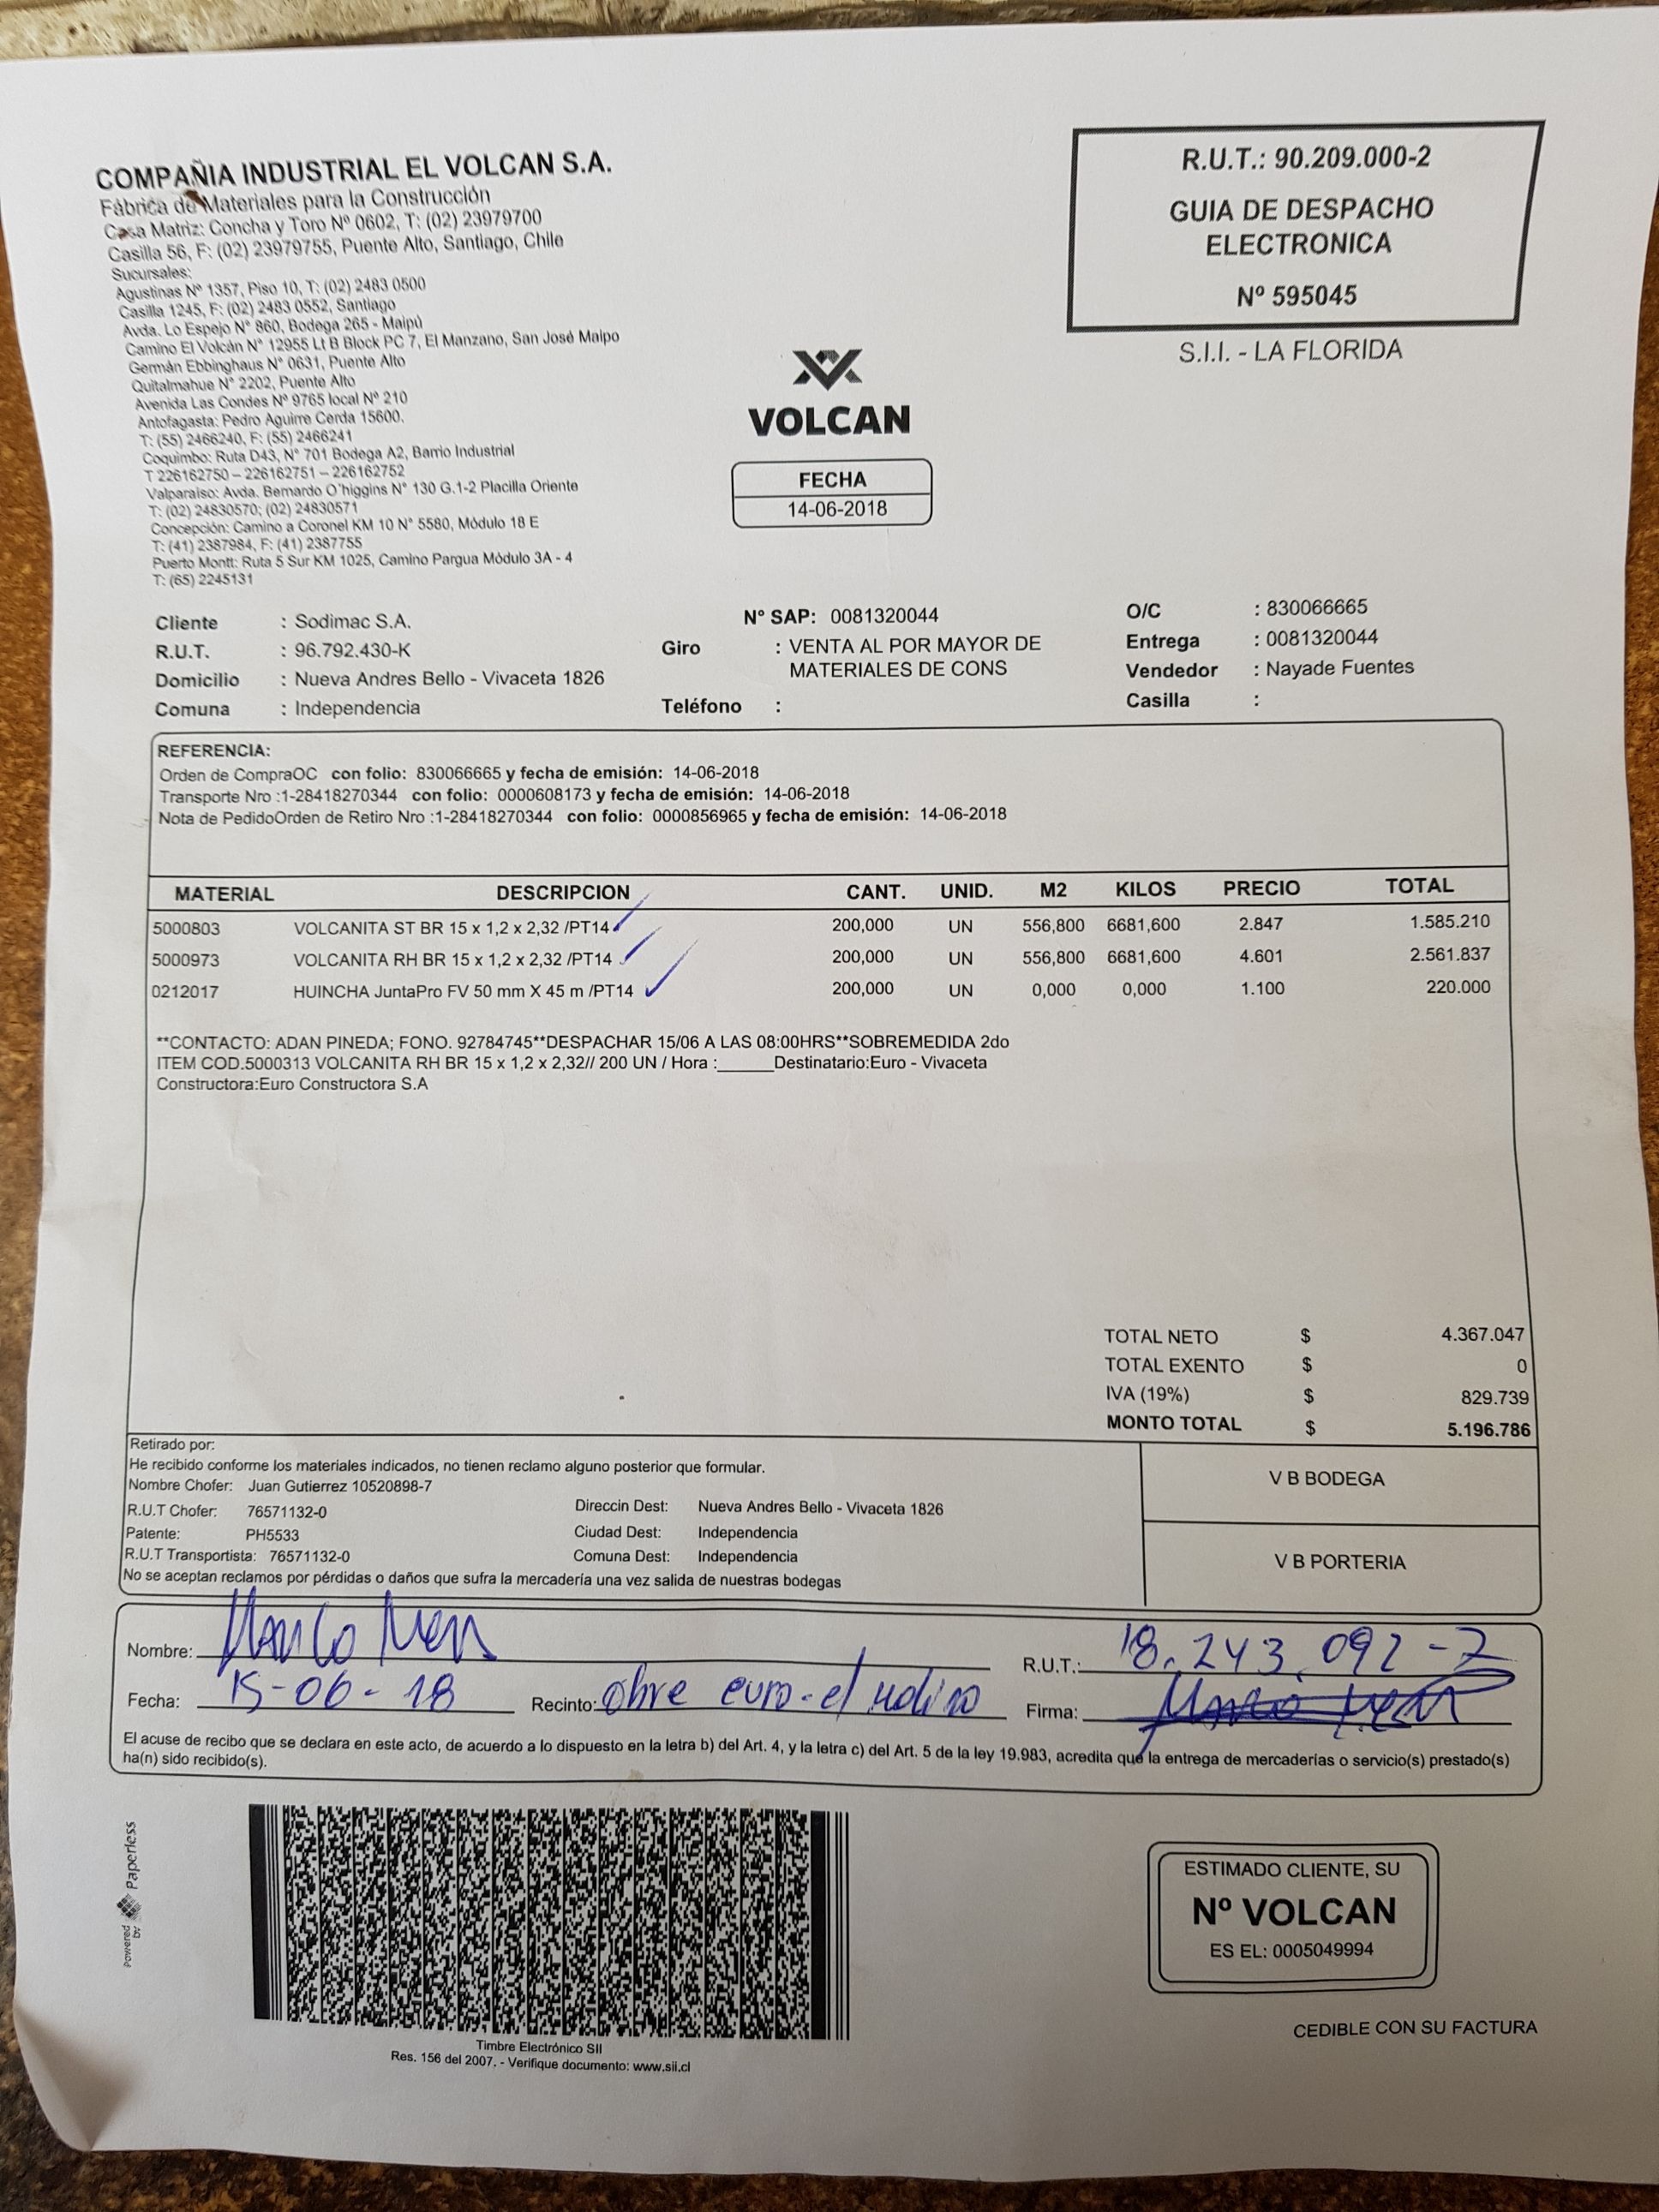 COMPAÑIA INDUSTRIAL EL VOLCAN S.A.
Fábrica de Materiales para la Construcción
Casa Matriz: Concha y Toro Nº 0602, T: (02) 23979700
Casilla 56, F: (02) 23979755, Puente Alto, Santiago, Chile
Sucursales:
Agustinas Nº 1357, Piso 10, T: (02) 2483 0500
Casilla 1245, F: (02) 2483 0552, Santiago
Avda. Lo Espejo N° 860, Bodega 265 - Maipú
Camino El Volcán N° 12955 Lt B Block PC 7, El Manzano, San José Maipo
Germán Ebbinghaus N° 0631, Puente Alto
Quitalmahue N° 2202, Puente Alto
Avenida Las Condes Nº 9765 local Nº 210
Antofagasta: Pedro Aguirre Cerda 15600.
T: (55) 2466240, F: (55) 2466241
Coquimbo: Ruta D43, N° 701 Bodega A2, Barrio Industrial
T 226162750 – 226162751 – 226162752
Valparaiso: Avda. Bernardo O'higgins N° 130 G.1-2 Placilla Oriente
T: (02) 24830570; (02) 24830571
Concepción: Camino a Coronel KM 10 N° 5580, Módulo 18 E
T: (41) 2387984, F: (41) 2387755
Puerto Montt: Ruta 5 Sur KM 1025, Camino Pargua Módulo 3A - 4
T: (65) 2245131
R.U.T.: 90.209.000-2
GUIA DE DESPACHO
ELECTRONICA
Nº 595045
S.I.I. - LA FLORIDA
VOLCAN
FECHA
14-06-2018
Cliente : Sodimac S.A.
R.U.T. : 96.792.430-K
Domicilio : Nueva Andres Bello - Vivaceta 1826
Comuna : Independencia
N° SAP: 0081320044
Giro : VENTA AL POR MAYOR DE
MATERIALES DE CONS
Teléfono :
O/C : 830066665
Entrega : 0081320044
Vendedor : Nayade Fuentes
Casilla :
REFERENCIA:
Orden de CompraOC con folio: 830066665 y fecha de emisión: 14-06-2018
Transporte Nro :1-28418270344 con folio: 0000608173 y fecha de emisión: 14-06-2018
Nota de PedidoOrden de Retiro Nro :1-28418270344 con folio: 0000856965 y fecha de emisión: 14-06-2018
MATERIAL DESCRIPCION CANT. UNID. M2 KILOS PRECIO TOTAL
5000803 VOLCANITA ST BR 15 x 1,2 x 2,32 /PT14 200,000 UN 556,800 6681,600 2.847 1.585.210
5000973 VOLCANITA RH BR 15 x 1,2 x 2,32 /PT14 200,000 UN 556,800 6681,600 4.601 2.561.837
0212017 HUINCHA JuntaPro FV 50 mm X 45 m /PT14 200,000 UN 0,000 0,000 1.100 220.000
**CONTACTO: ADAN PINEDA; FONO. 92784745**DESPACHAR 15/06 A LAS 08:00HRS**SOBREMEDIDA 2do
ITEM COD.5000313 VOLCANITA RH BR 15 x 1,2 x 2,32// 200 UN / Hora :______Destinatario:Euro - Vivaceta
Constructora:Euro Constructora S.A
TOTAL NETO $ 4.367.047
TOTAL EXENTO $ 0
IVA (19%) $ 829.739
MONTO TOTAL $ 5.196.786
Retirado por:
He recibido conforme los materiales indicados, no tienen reclamo alguno posterior que formular.
Nombre Chofer: Juan Gutierrez 10520898-7
R.U.T Chofer: 76571132-0 Direccin Dest: Nueva Andres Bello - Vivaceta 1826
Patente: PH5533 Ciudad Dest: Independencia
R.U.T Transportista: 76571132-0 Comuna Dest: Independencia
No se aceptan reclamos por pérdidas o daños que sufra la mercadería una vez salida de nuestras bodegas
V B BODEGA
V B PORTERIA
Nombre: R.U.T.: 18.243.092-7
Fecha: 15-06-18 Recinto: obre euro-el molino Firma:
El acuse de recibo que se declara en este acto, de acuerdo a lo dispuesto en la letra b) del Art. 4, y la letra c) del Art. 5 de la ley 19.983, acredita que la entrega de mercaderías o servicio(s) prestado(s)
ha(n) sido recibido(s).
Powered by Paperless
Timbre Electrónico SII
Res. 156 del 2007. - Verifique documento: www.sii.cl
ESTIMADO CLIENTE, SU
Nº VOLCAN
ES EL: 0005049994
CEDIBLE CON SU FACTURA